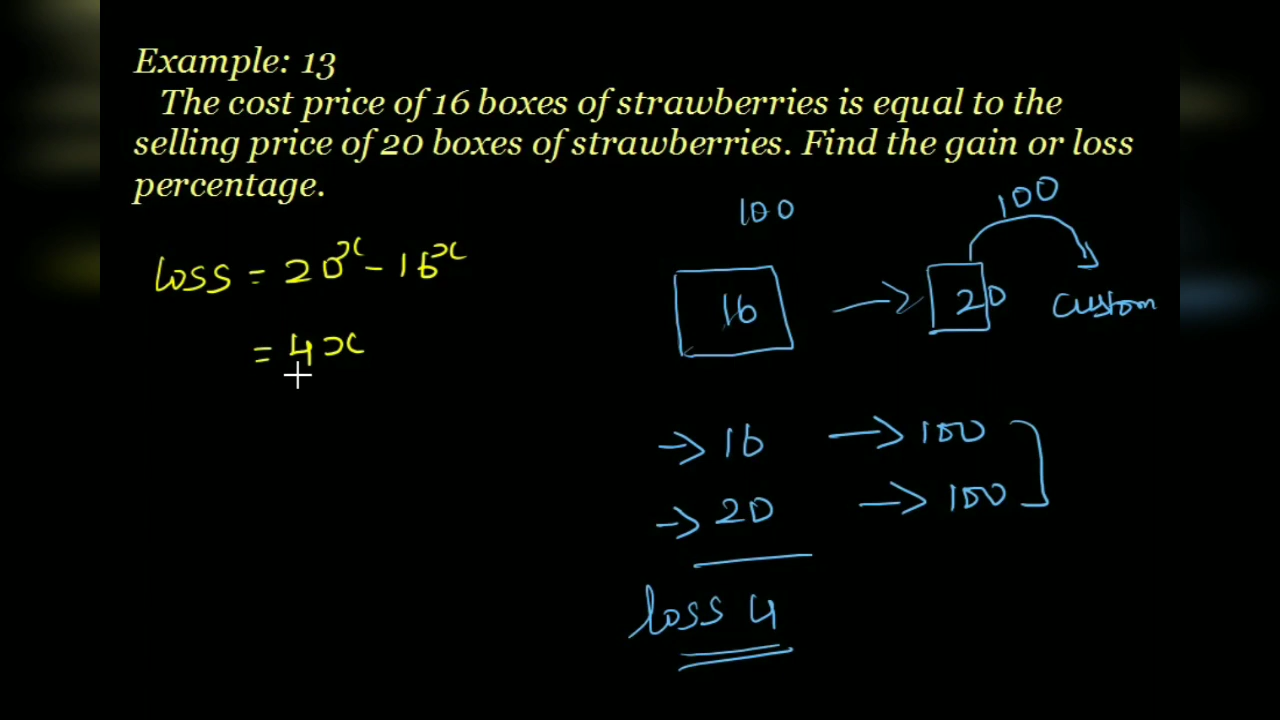 Example: 13
The cost price of 16 boxes of strawberries is equal to the
selling price of 20 boxes of strawberries. Find the gain or loss
percentage.
100
100
loss = 20x - 16x
16 → 20 custom
= 4x
→ 16 → 100
→ 20 → 100
loss 4